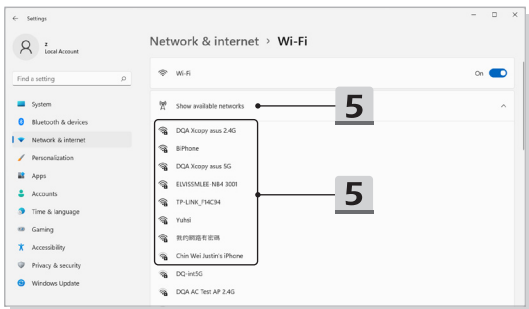 Settings
z
Local Account
Find a setting
System
Bluetooth & devices
Network & internet
Personalization
Apps
Accounts
Time & language
Gaming
Accessibility
Privacy & security
Windows Update
Network & internet > Wi-Fi
Wi-Fi
On
Show available networks
5
DQA Xcopy asus 2.4G
BiPhone
DQA Xcopy asus 5G
ELVISSMLEE-NB4 3001
TP-LINK_F14C94
5
Yuhsi
我的網路有密碼
Chin Wei Justin's iPhone
DQ-int5G
DQA AC Test AP 2.4G